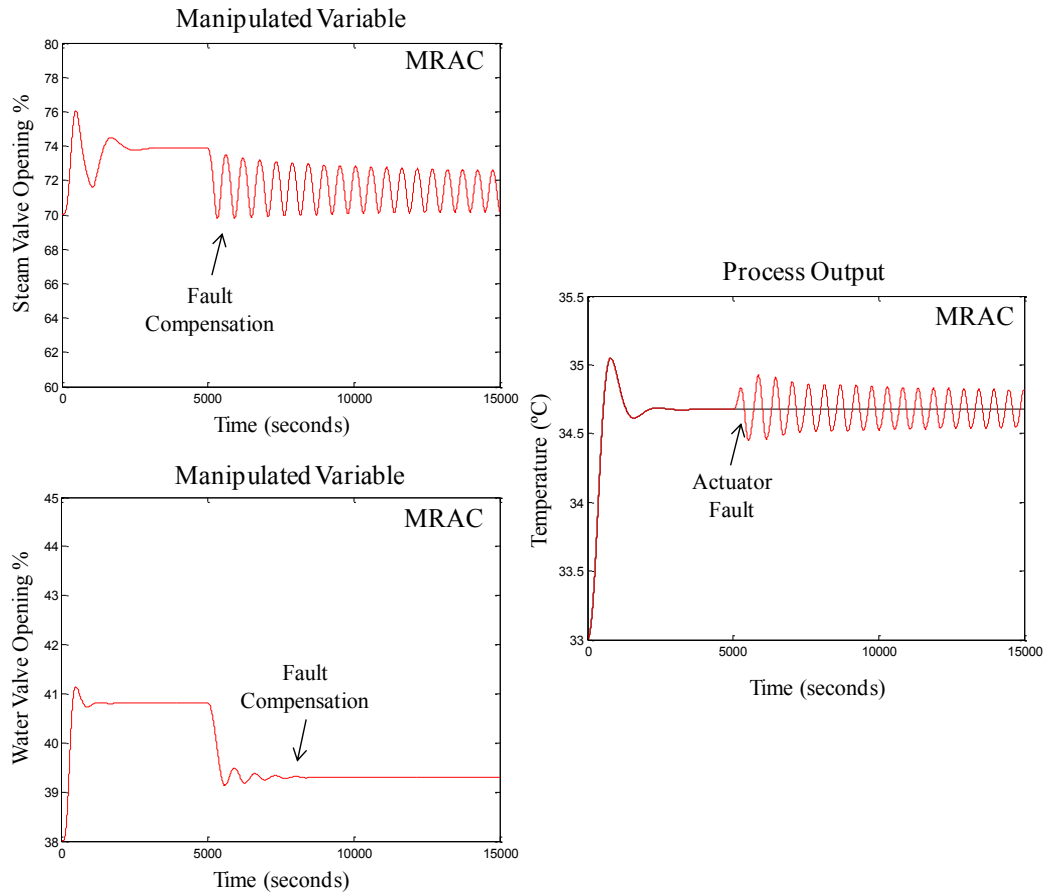 Manipulated Variable
MRAC
Steam Valve Opening %
80
78
76
74
72
70
68
66
64
62
60
Fault
Compensation
0
5000
10000
15000
Time (seconds)
Manipulated Variable
MRAC
Water Valve Opening %
45
44
43
42
41
40
39
38
Fault
Compensation
0
5000
10000
15000
Time (seconds)
Process Output
MRAC
Temperature (ºC)
35.5
35
34.5
34
33.5
33
Actuator
Fault
0
5000
10000
15000
Time (seconds)